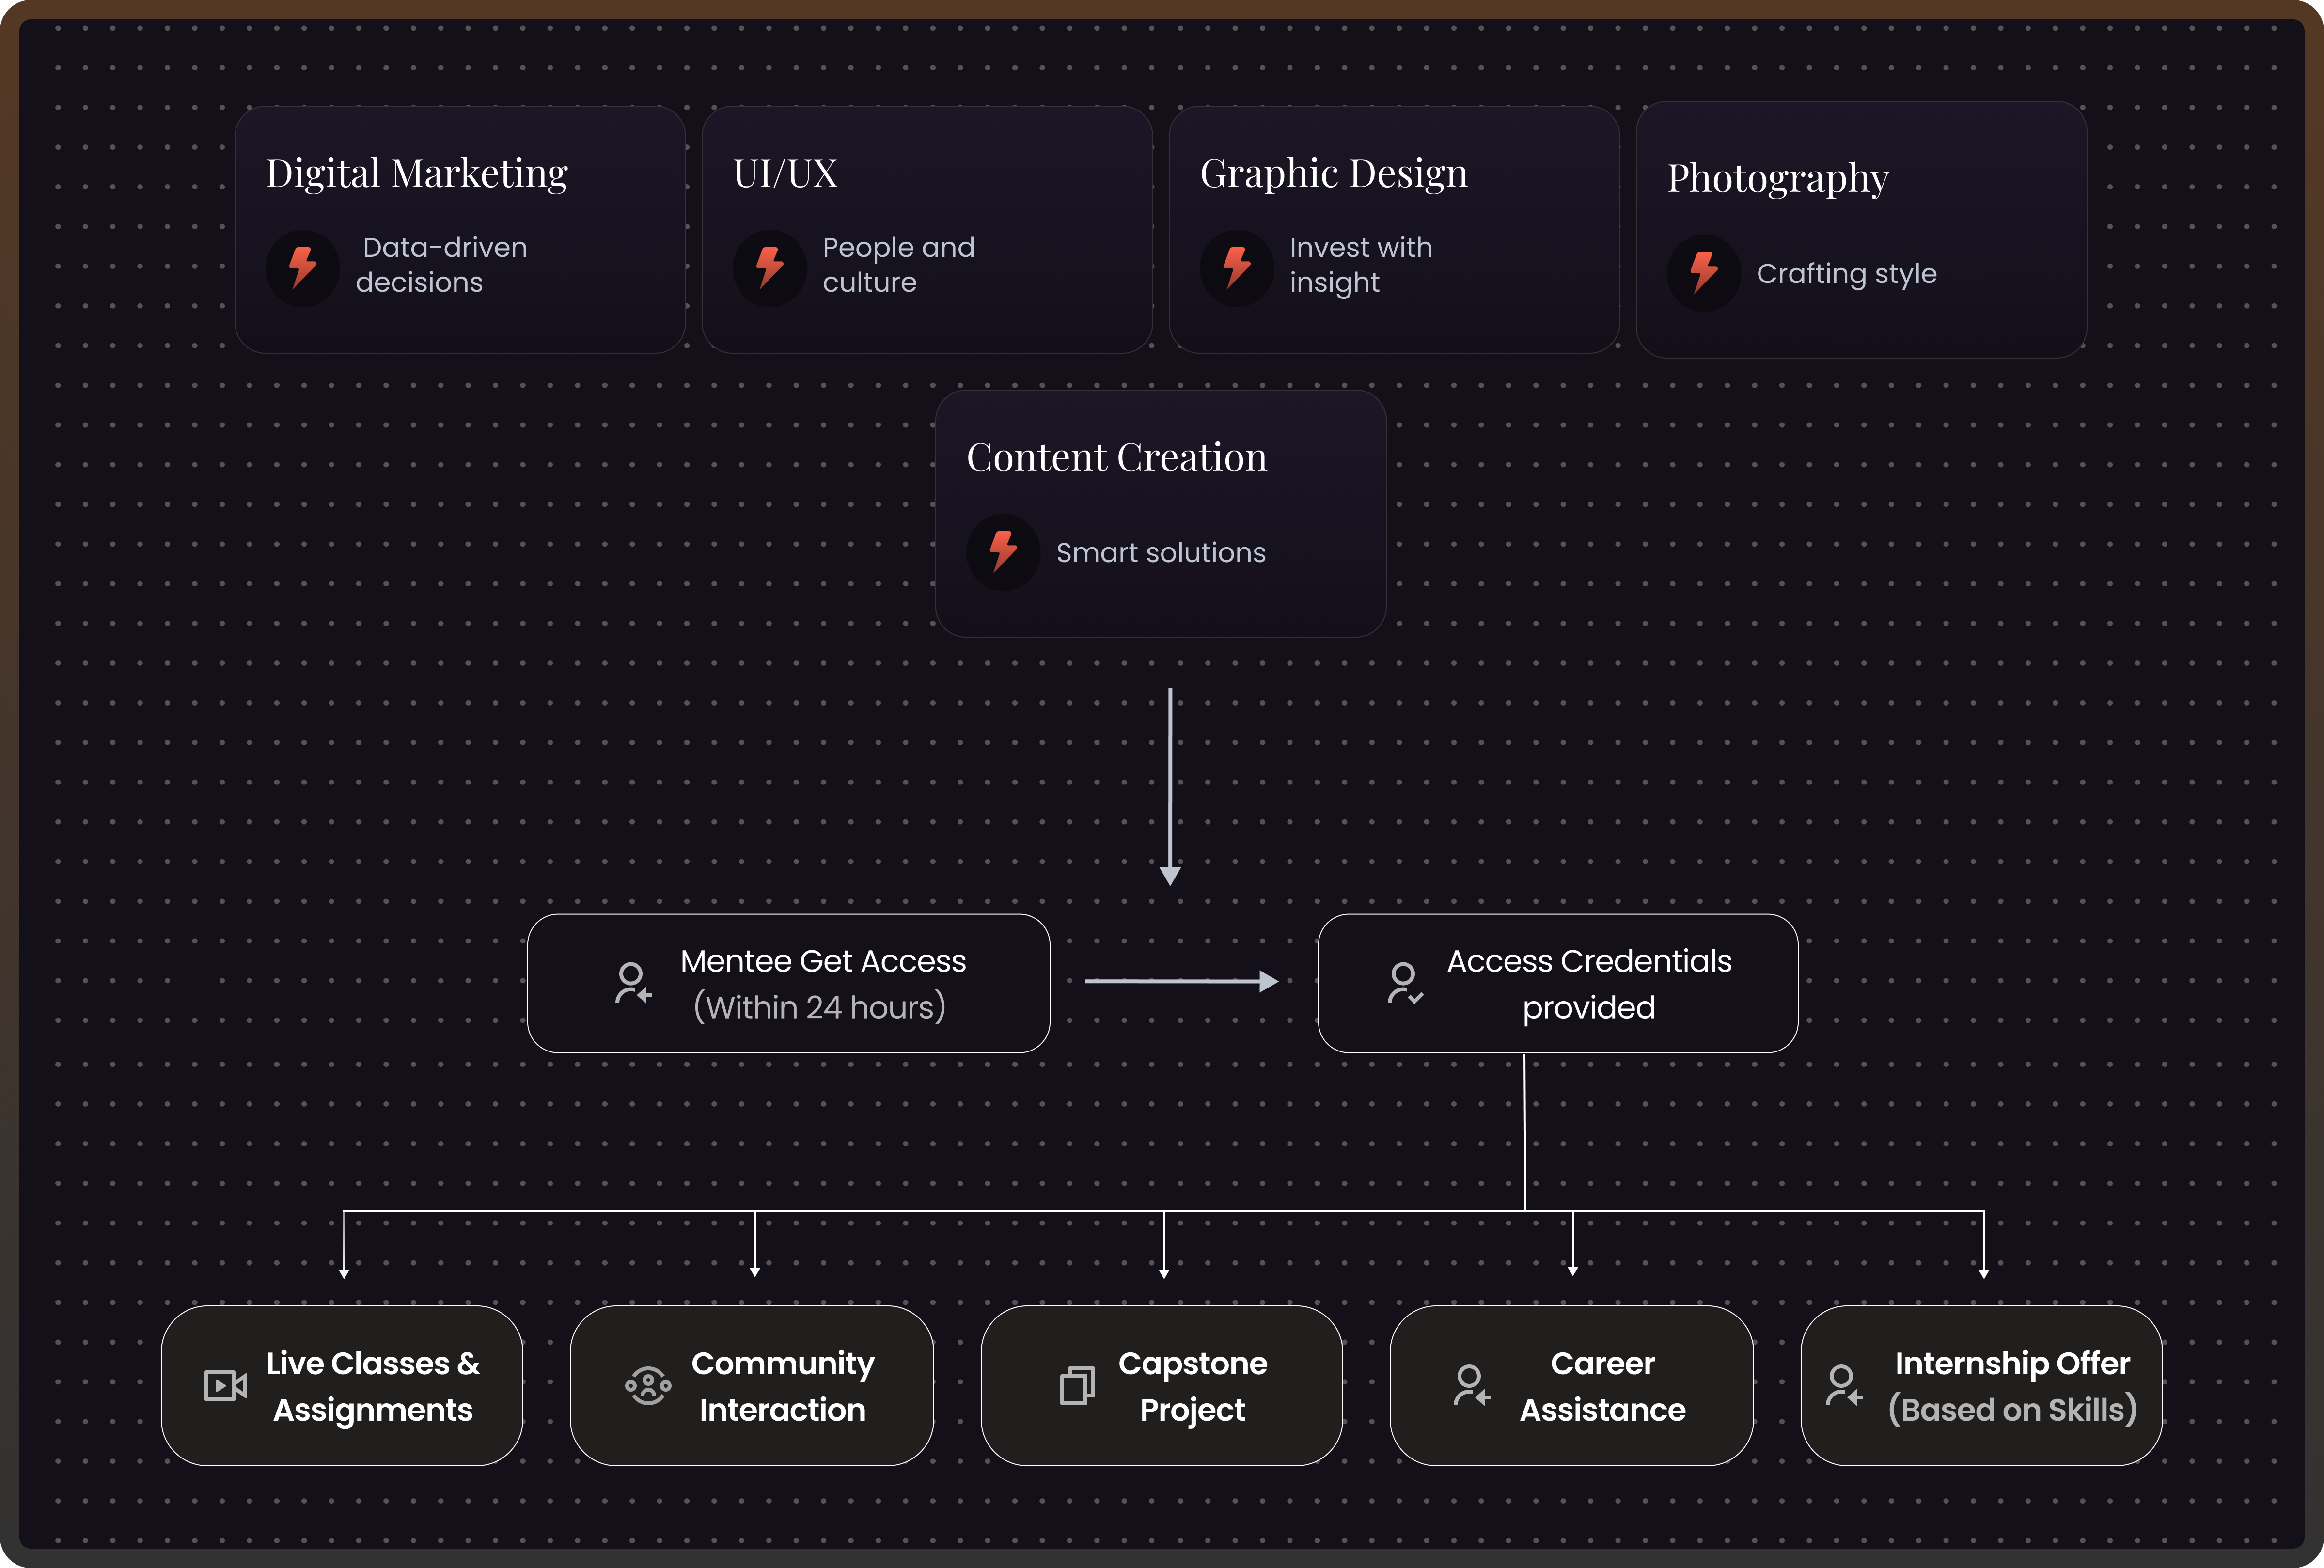 Digital Marketing
Data-driven
decisions
UI/UX
People and
culture
Graphic Design
Invest with
insight
Photography
Crafting style
Content Creation
Smart solutions
Mentee Get Access
(Within 24 hours)
Access Credentials
provided
Live Classes &
Assignments
Community
Interaction
Capstone
Project
Career
Assistance
Internship Offer
(Based on Skills)